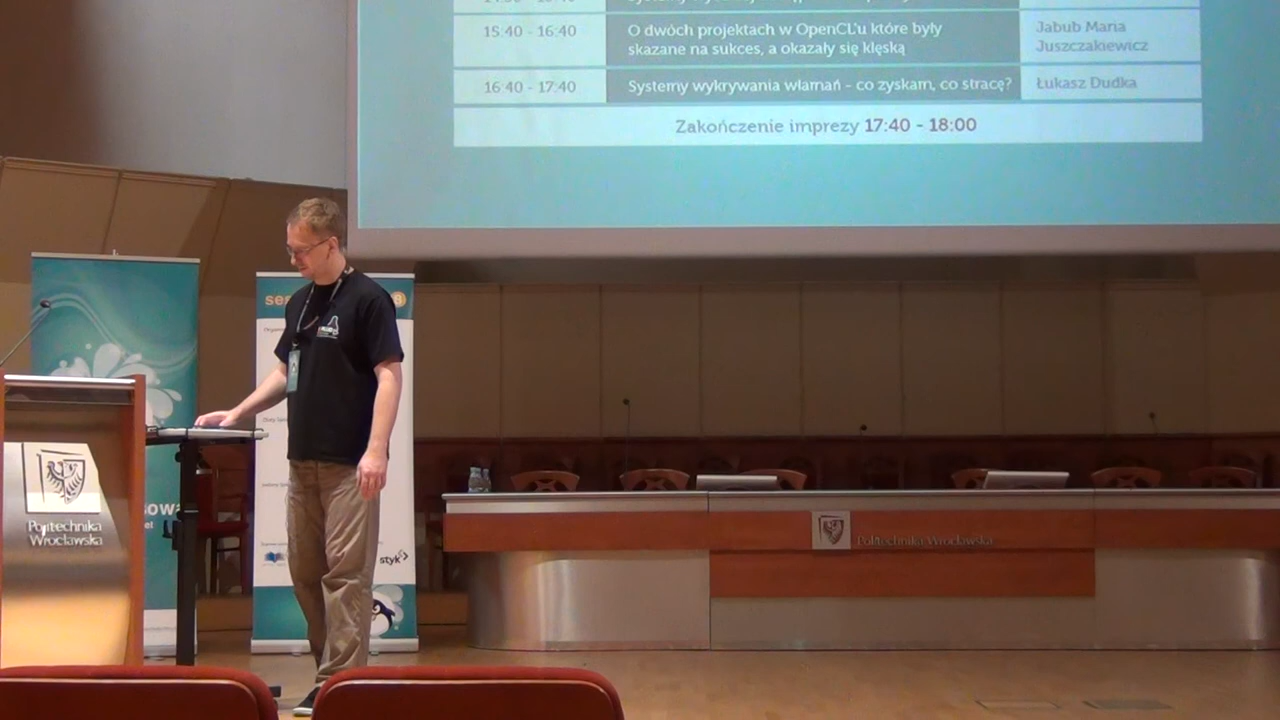 15:40 - 16:40
O dwóch projektach w OpenCL'u które były
skazane na sukces, a okazały się klęską
Jabub Maria
Juszczakiewicz
16:40 - 17:40
Systemy wykrywania włamań - co zyskam, co stracę?
Łukasz Dudka
Zakończenie imprezy 17:40 - 18:00
8
styk
Politechnika
Wrocławska
Politechnika Wrocławska